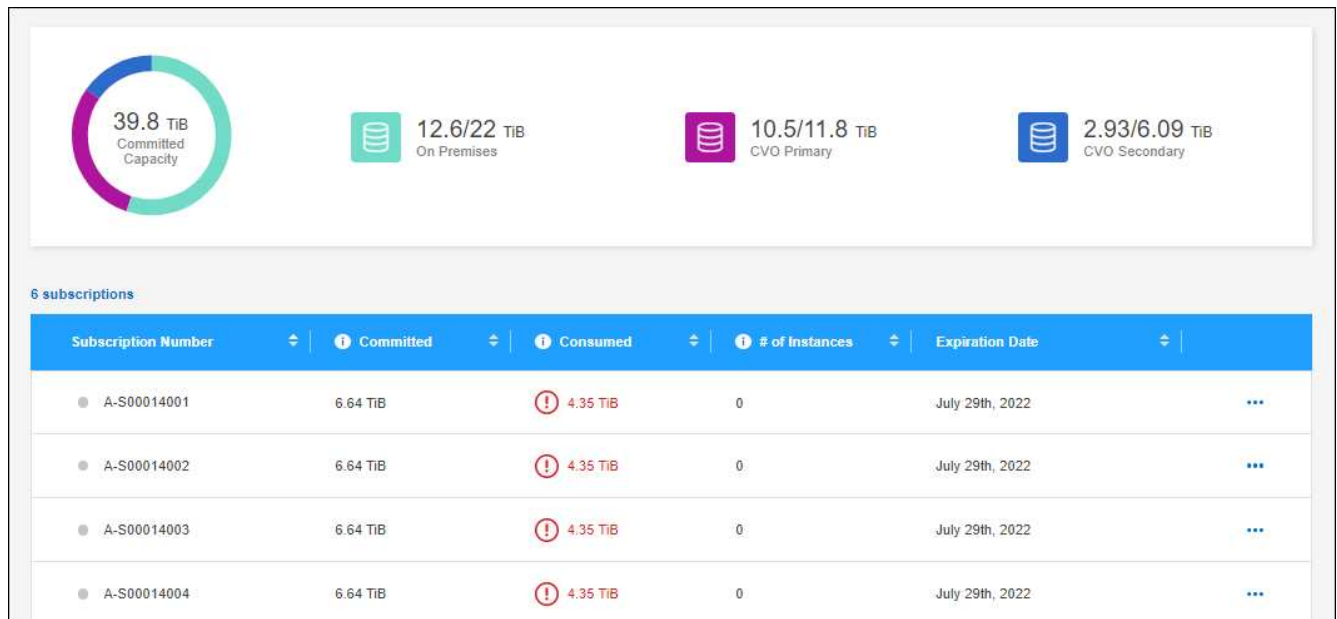 39.8 TiB
Committed
Capacity
12.6/22 TiB
On Premises
10.5/11.8 TiB
CVO Primary
2.93/6.09 TiB
CVO Secondary
6 subscriptions
Subscription Number Committed Consumed # of Instances Expiration Date
A-S00014001 6.64 TiB 4.35 TiB 0 July 29th, 2022
A-S00014002 6.64 TiB 4.35 TiB 0 July 29th, 2022
A-S00014003 6.64 TiB 4.35 TiB 0 July 29th, 2022
A-S00014004 6.64 TiB 4.35 TiB 0 July 29th, 2022